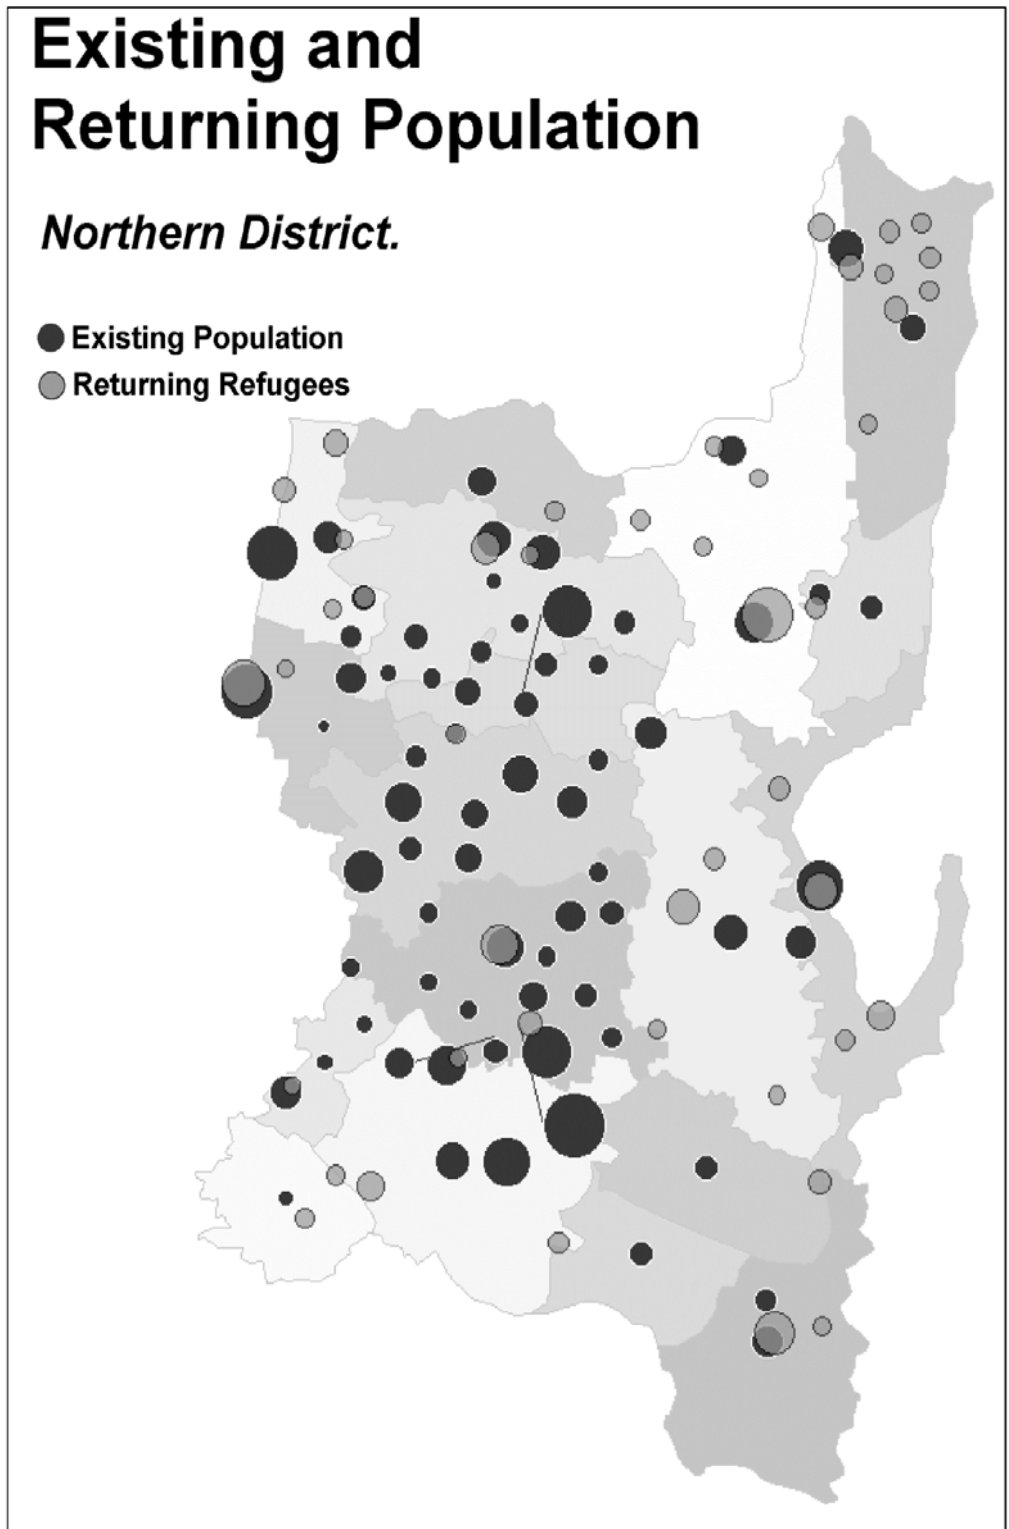 Existing and
Returning Population
Northern District.
Existing Population
Returning Refugees